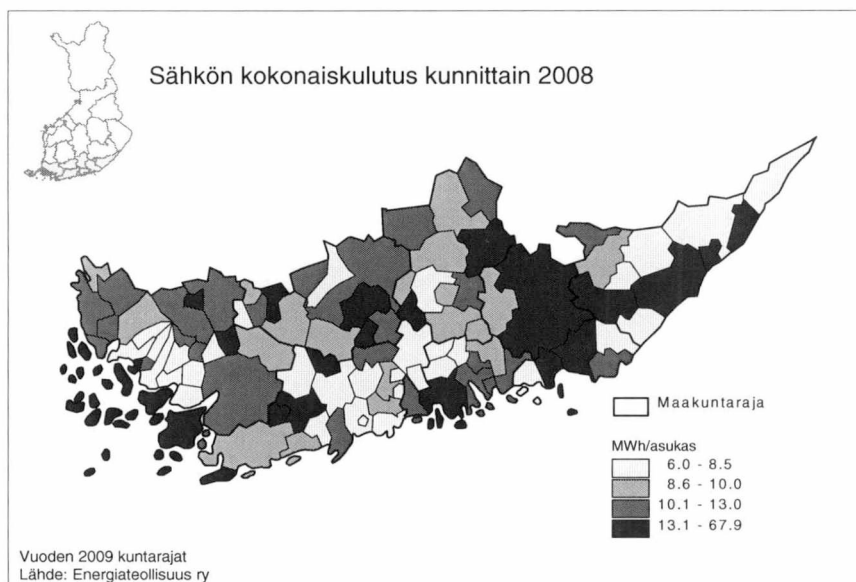 Sähkön kokonaiskulutus kunnittain 2008
Maakuntaraja
MWh/asukas
6.0 - 8.5
8.6 - 10.0
10.1 - 13.0
13.1 - 67.9
Vuoden 2009 kuntarajat
Lähde: Energiateollisuus ry